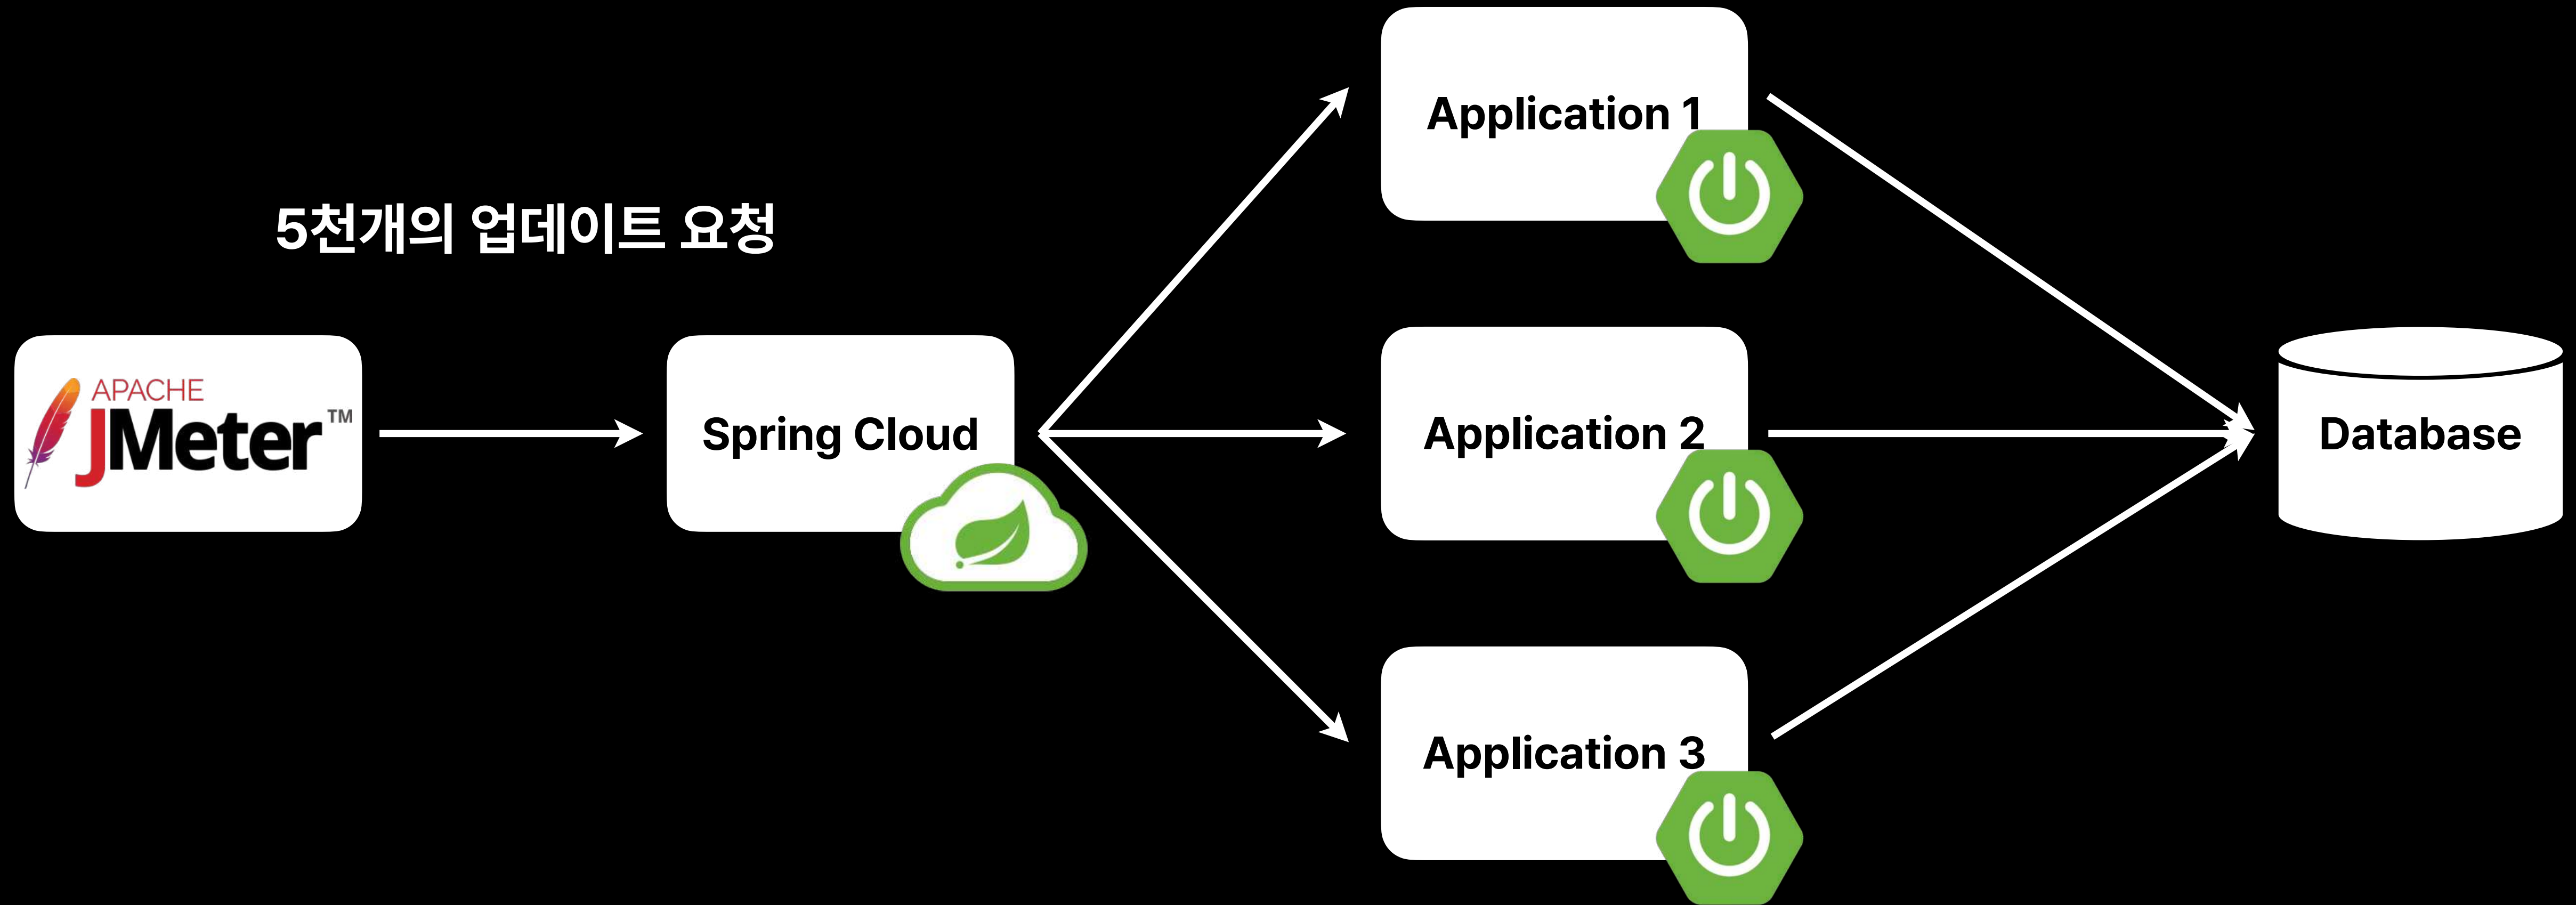 5천개의 업데이트 요청
APACHE
JMeter™
Spring Cloud
Application 1
Application 2
Application 3
Database